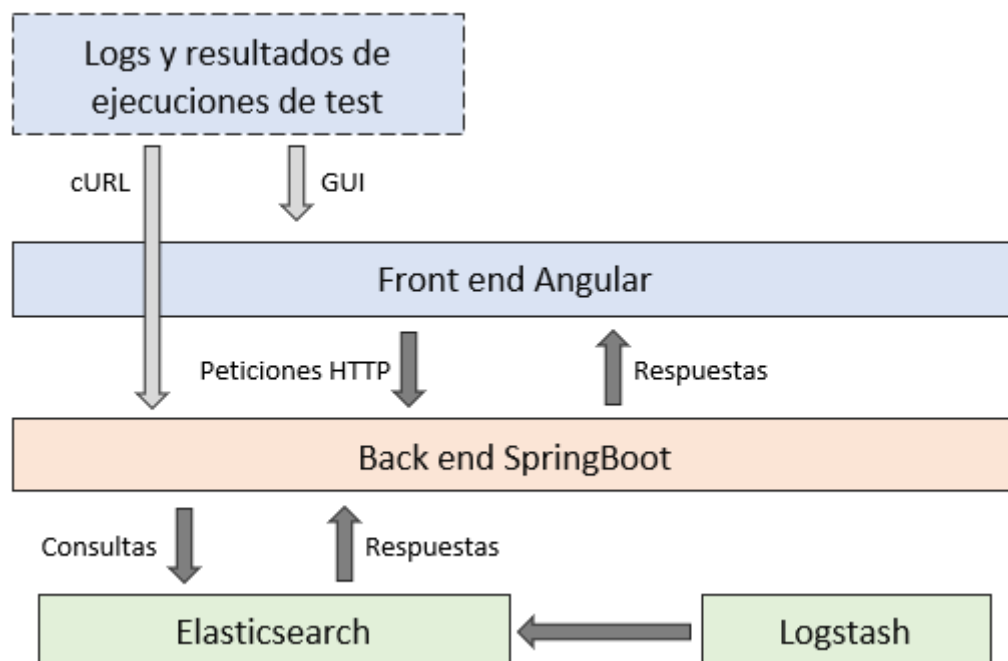 Logs y resultados de
ejecuciones de test
cURL
GUI
Front end Angular
Peticiones HTTP
Respuestas
Back end SpringBoot
Consultas
Respuestas
Elasticsearch
Logstash